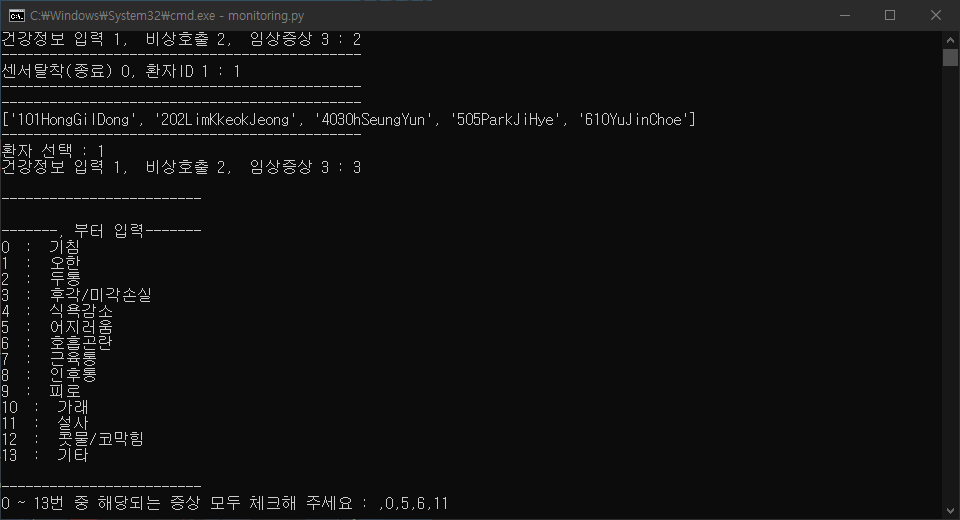 C:₩Windows₩System32₩cmd.exe - monitoring.py
건강정보 입력 1,  비상호출 2,  임상증상 3 : 2
---------------------------------------------
센서탈착(종료) 0, 환자ID 1 : 1
---------------------------------------------
---------------------------------------------
['101HongGilDong', '202LimKkeokJeong', '403OhSeungYun', '505ParkJiHye', '610YuJinChoe']
---------------------------------------------
환자 선택 : 1
건강정보 입력 1,  비상호출 2,  임상증상 3 : 3
-------------------------
-------, 부터 입력-------
0  :  기침
1  :  오한
2  :  두통
3  :  후각/미각손실
4  :  식욕감소
5  :  어지러움
6  :  호흡곤란
7  :  근육통
8  :  인후통
9  :  피로
10  :  가래
11  :  설사
12  :  콧물/코막힘
13  :  기타
-------------------------
0 ~ 13번 중 해당되는 증상 모두 체크해 주세요 : ,0,5,6,11